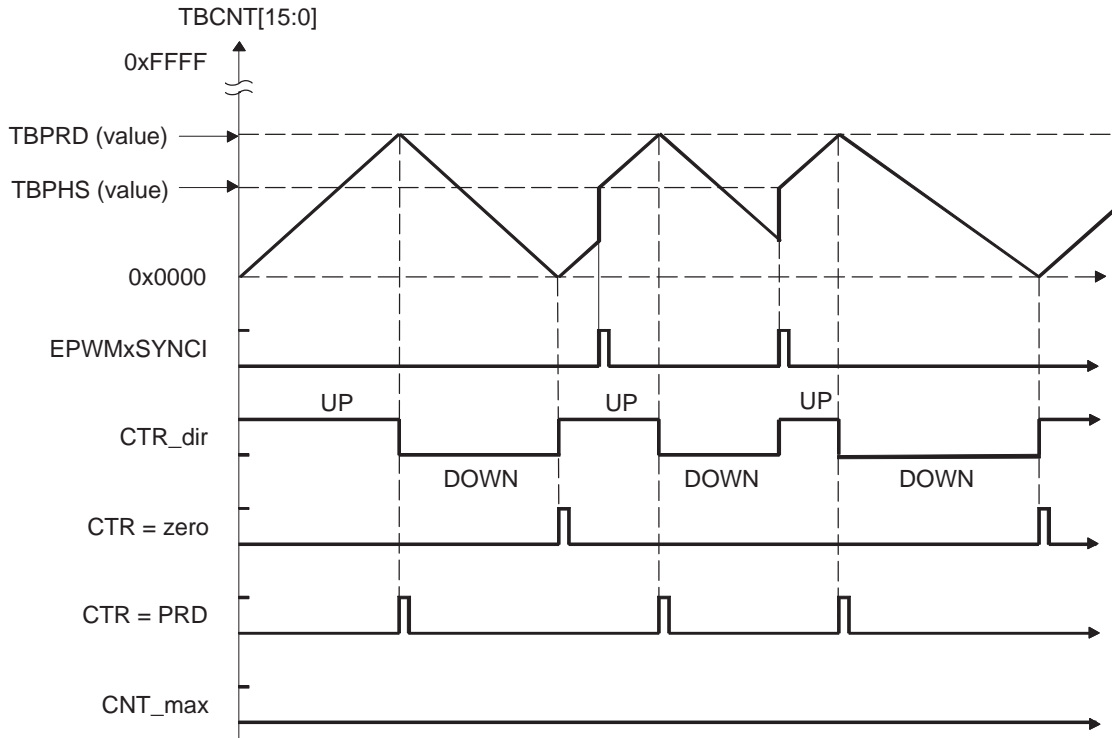 TBCNT[15:0]
0xFFFF
TBPRD (value)
TBPHS (value)
0x0000
EPWMxSYNCI
UP UP UP
CTR_dir
DOWN DOWN DOWN
CTR = zero
CTR = PRD
CNT_max